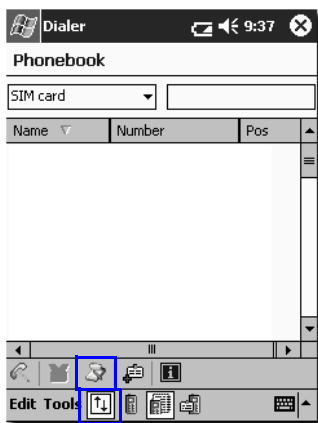 Dialer 9:37
Phonebook
SIM card
Name Number Pos
Edit Tools